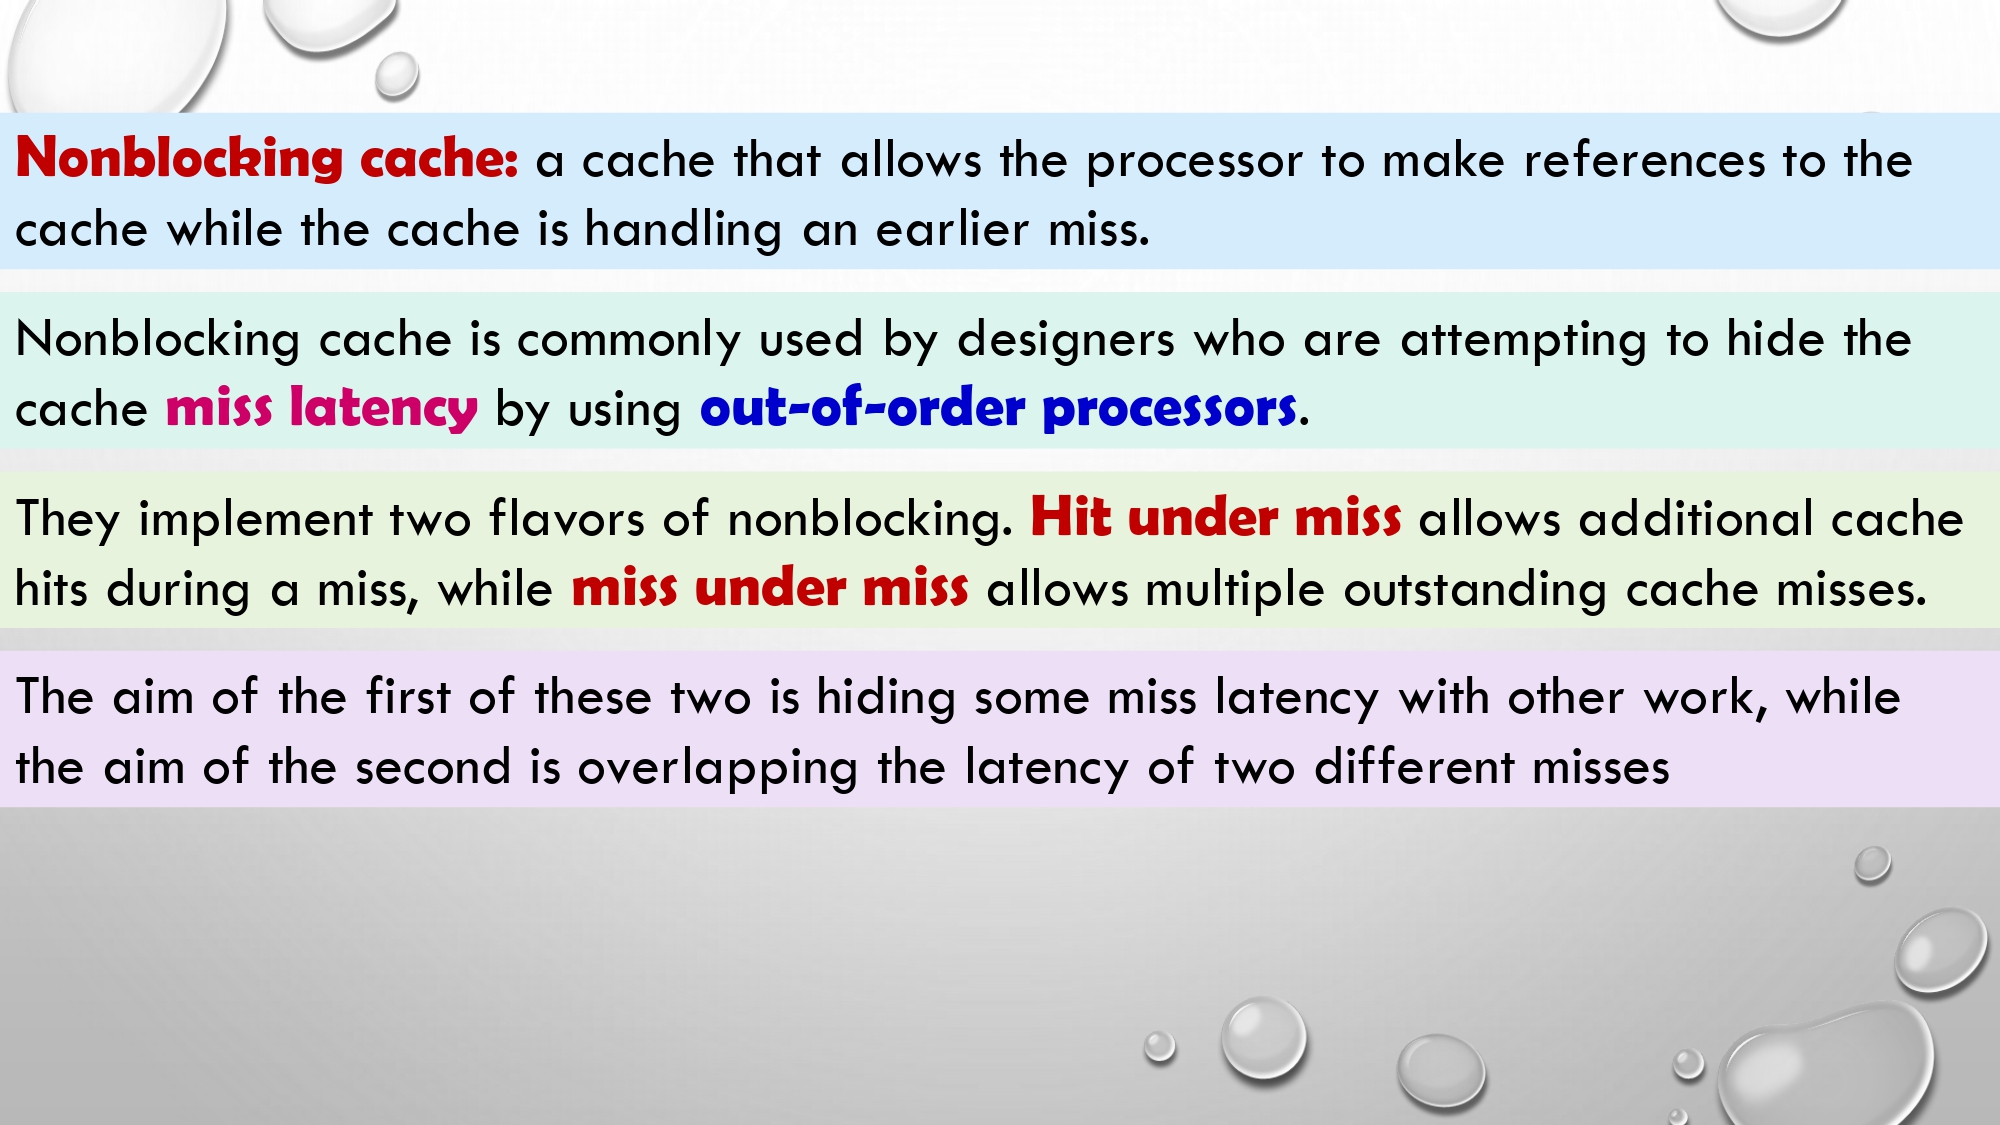 Nonblocking cache: a cache that allows the processor to make references to the
cache while the cache is handling an earlier miss.
Nonblocking cache is commonly used by designers who are attempting to hide the
cache miss latency by using out-of-order processors.
They implement two flavors of nonblocking. Hit under miss allows additional cache
hits during a miss, while miss under miss allows multiple outstanding cache misses.
The aim of the first of these two is hiding some miss latency with other work, while
the aim of the second is overlapping the latency of two different misses